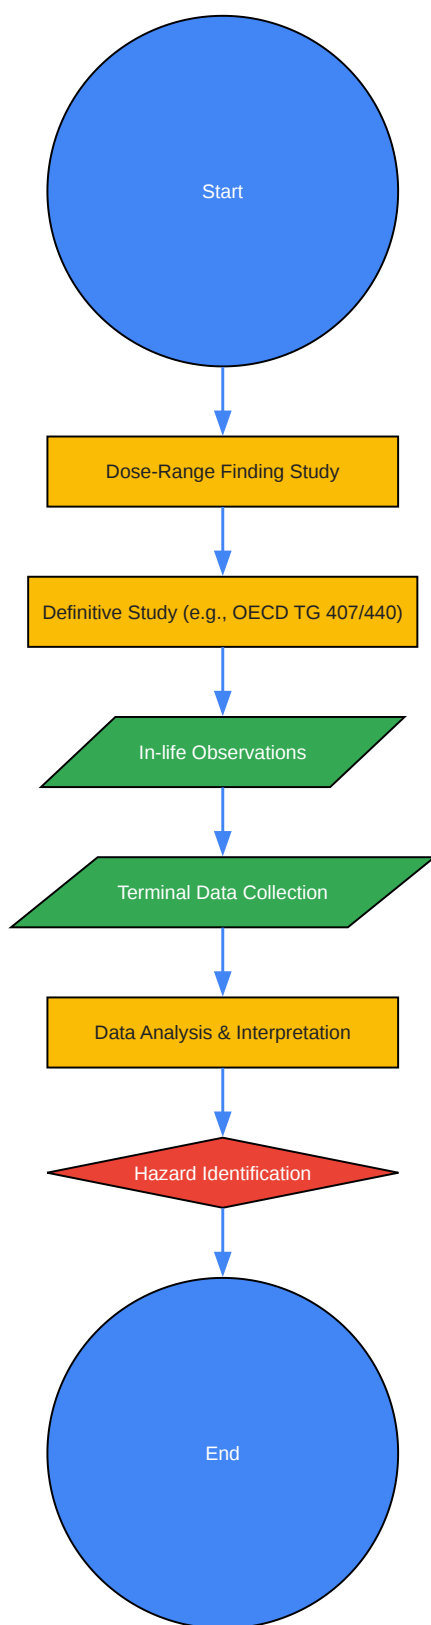 Start
Dose-Range Finding Study
Definitive Study (e.g., OECD TG 407/440)
In-life Observations
Terminal Data Collection
Data Analysis & Interpretation
Hazard Identification
End